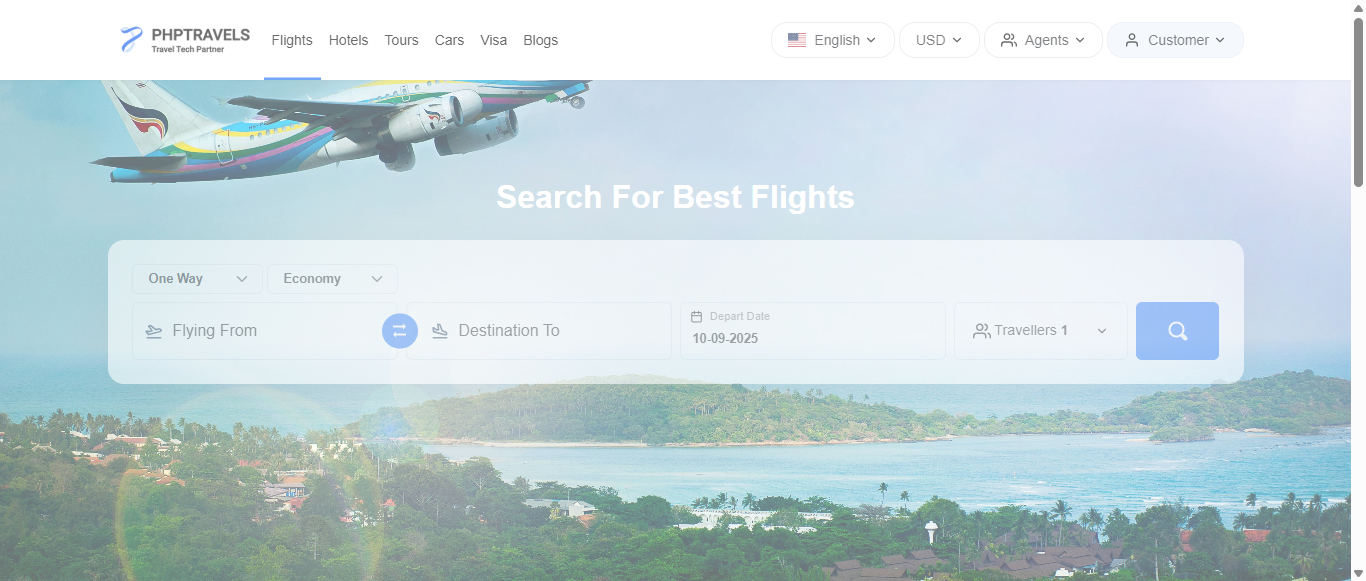 PHPTRAVELS
Travel Tech Partner
Flights Hotels Tours Cars Visa Blogs
English USD Agents Customer
Search For Best Flights
One Way Economy
Flying From Destination To Depart Date 10-09-2025 Travellers 1